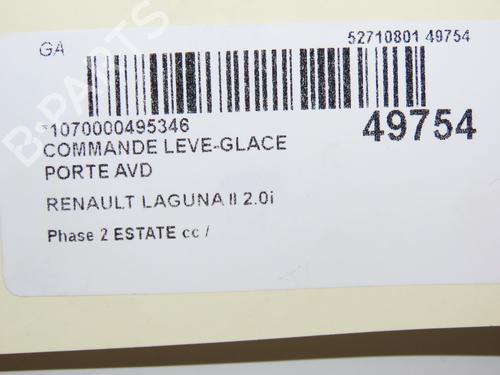 GA
52710801 49754
*1070000495346
49754
COMMANDE LEVE-GLACE
PORTE AVD
RENAULT LAGUNA II 2.0i
Phase 2 ESTATE cc /
B-PARTS